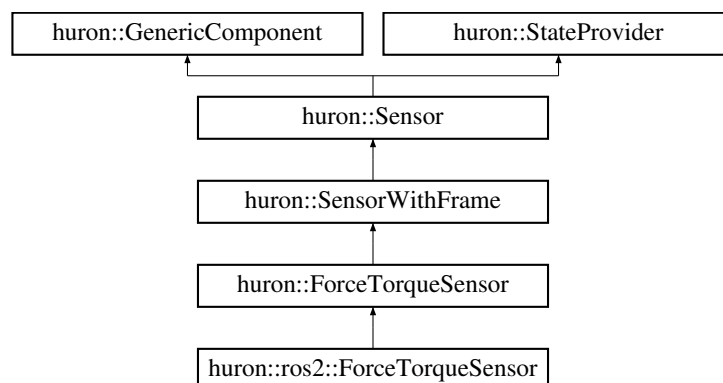 huron::GenericComponent
huron::StateProvider
huron::Sensor
huron::SensorWithFrame
huron::ForceTorqueSensor
huron::ros2::ForceTorqueSensor